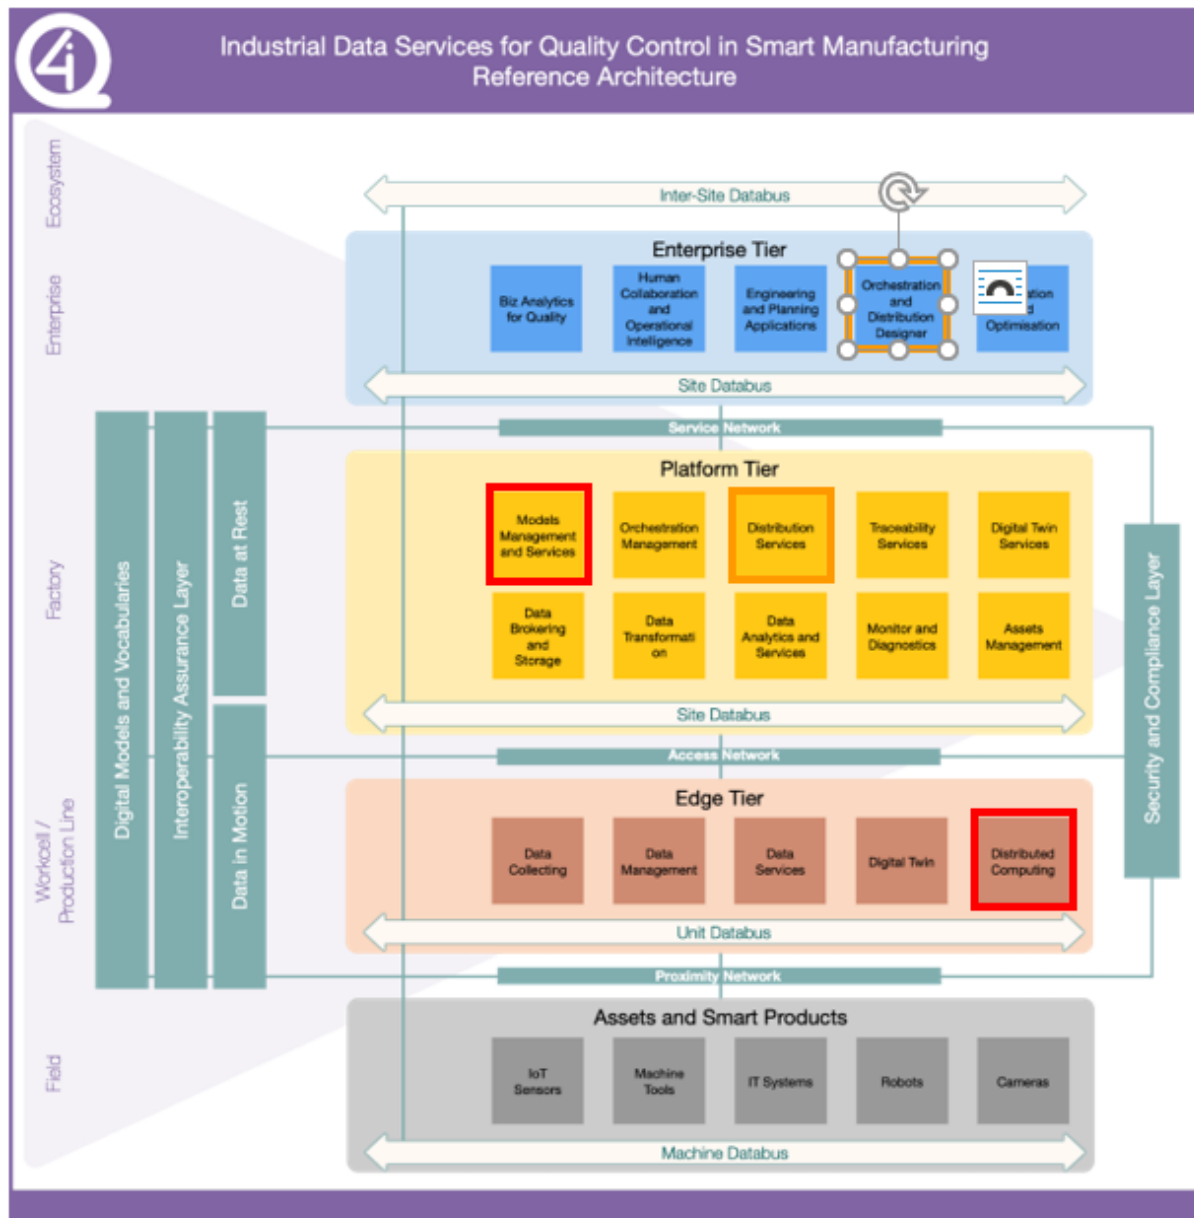 i4Q
Industrial Data Services for Quality Control in Smart Manufacturing
Reference Architecture
Ecosystem
Enterprise
Factory
Workcell /
Production Line
Field
Inter-Site Databus
Enterprise Tier
Biz Analytics
for Quality
Human
Collaboration
and
Operational
Intelligence
Engineering
and Planning
Applications
Orchestration
and
Distribution
Designer
Optimisation
Site Databus
Service Network
Digital Models and Vocabularies
Interoperability Assurance Layer
Data at Rest
Data in Motion
Security and Compliance Layer
Platform Tier
Models
Management
and Services
Orchestration
Management
Distribution
Services
Traceability
Services
Digital Twin
Services
Data
Brokering
and
Storage
Data
Transformati
on
Data
Analytics and
Services
Monitor and
Diagnostics
Assets
Management
Site Databus
Access Network
Edge Tier
Data
Collecting
Data
Management
Data
Services
Digital Twin
Distributed
Computing
Unit Databus
Proximity Network
Assets and Smart Products
IoT
Sensors
Machine
Tools
IT Systems
Robots
Cameras
Machine Databus